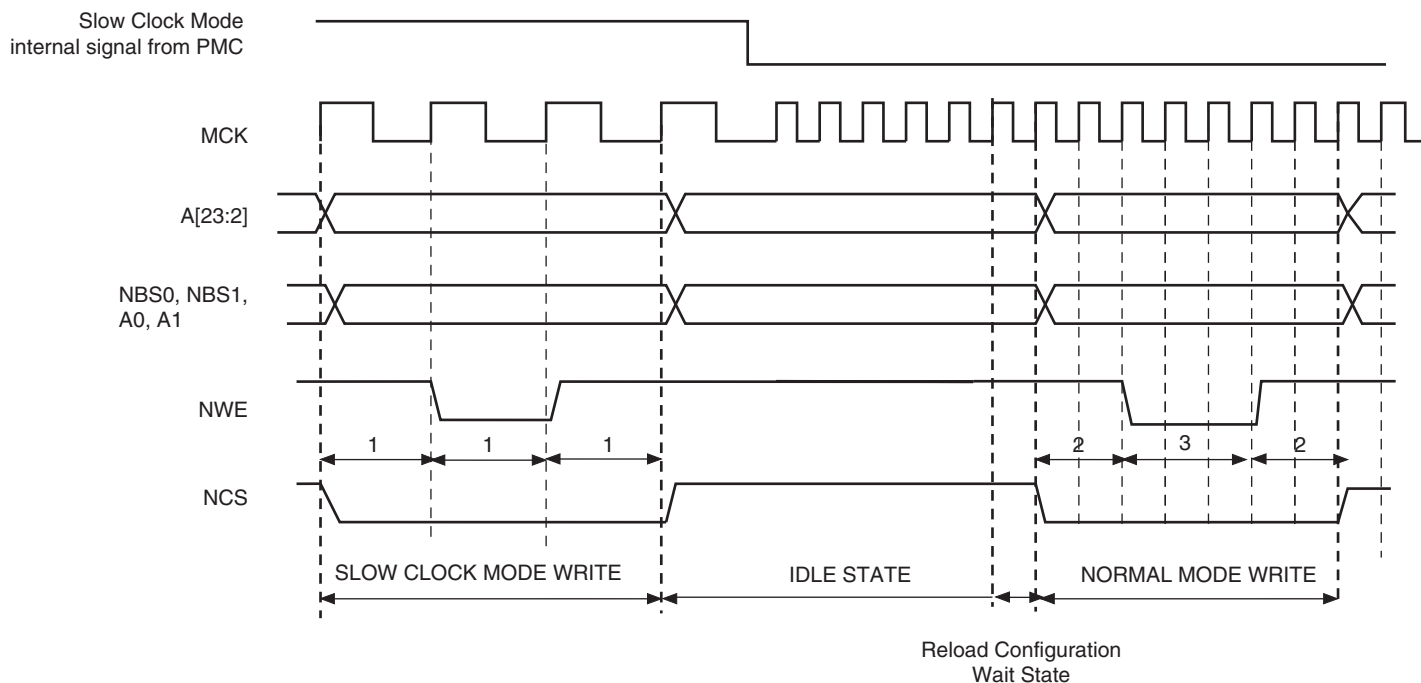 Slow Clock Mode
internal signal from PMC
MCK
A[23:2]
NBS0, NBS1,
A0, A1
NWE
1 1 1 2 3 2
NCS
SLOW CLOCK MODE WRITE IDLE STATE NORMAL MODE WRITE
Reload Configuration
Wait State